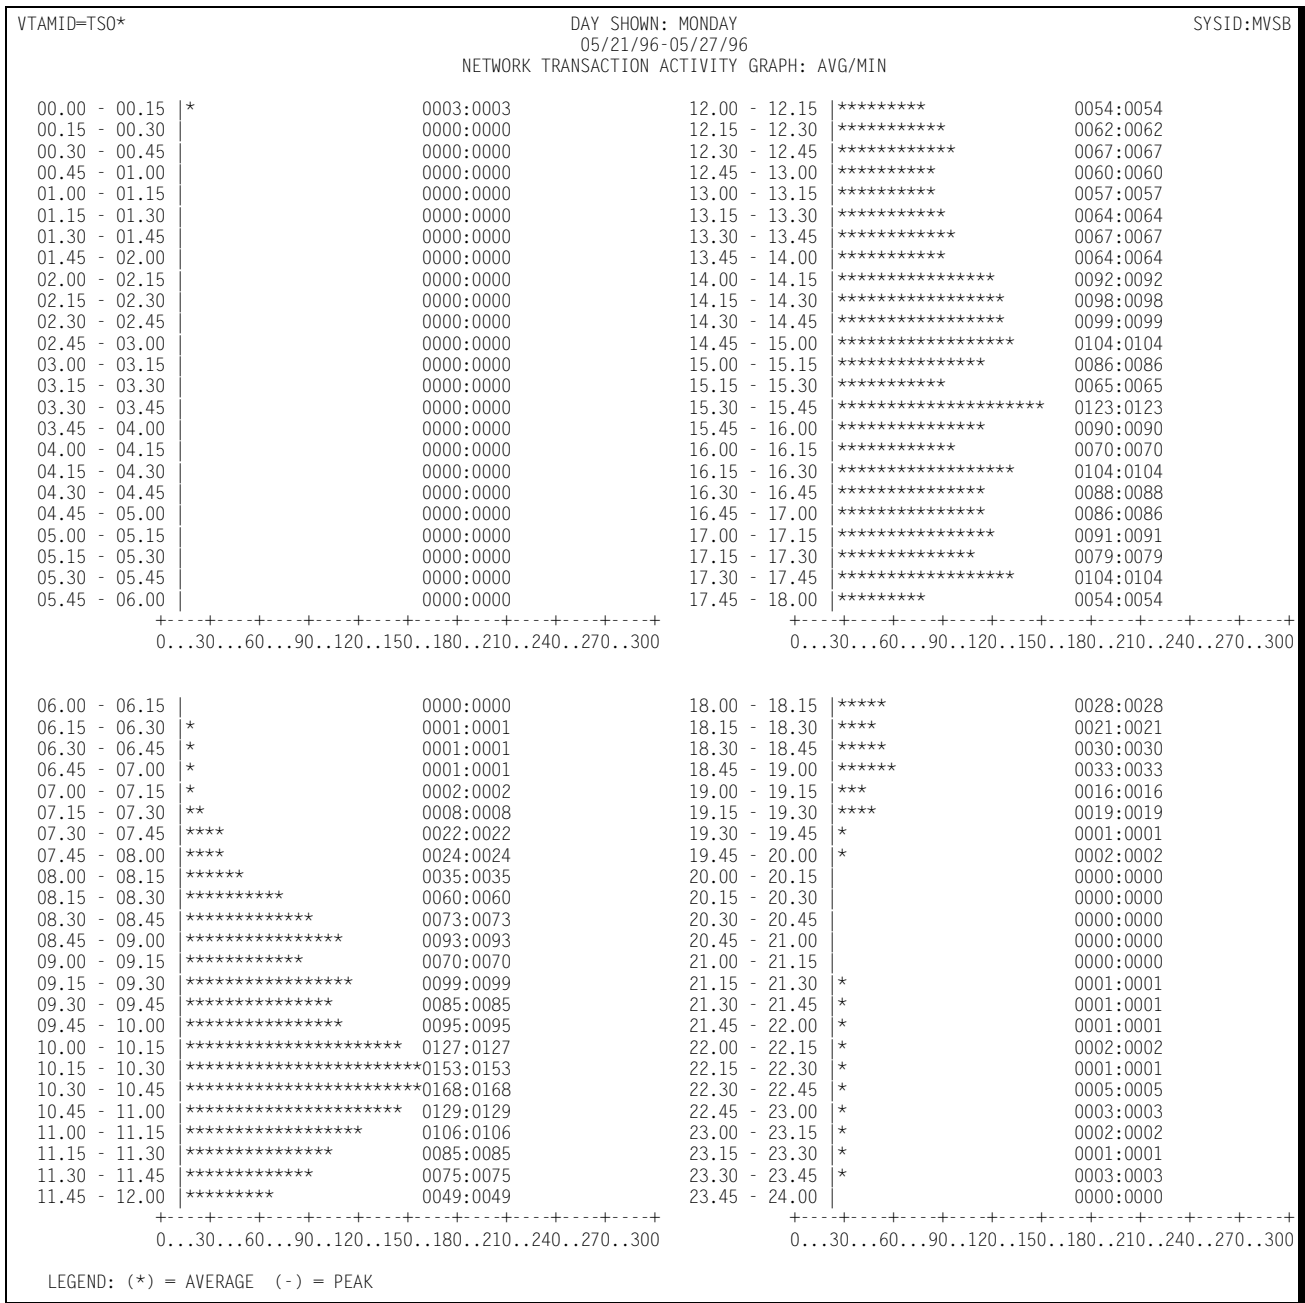 VTAMID=TSO* DAY SHOWN: MONDAY SYSID:MVSB
05/21/96-05/27/96
NETWORK TRANSACTION ACTIVITY GRAPH: AVG/MIN
00.00 - 00.15 |* 0003:0003 12.00 - 12.15 |********* 0054:0054
00.15 - 00.30 | 0000:0000 12.15 - 12.30 |*********** 0062:0062
00.30 - 00.45 | 0000:0000 12.30 - 12.45 |************ 0067:0067
00.45 - 01.00 | 0000:0000 12.45 - 13.00 |********** 0060:0060
01.00 - 01.15 | 0000:0000 13.00 - 13.15 |********** 0057:0057
01.15 - 01.30 | 0000:0000 13.15 - 13.30 |*********** 0064:0064
01.30 - 01.45 | 0000:0000 13.30 - 13.45 |************ 0067:0067
01.45 - 02.00 | 0000:0000 13.45 - 14.00 |*********** 0064:0064
02.00 - 02.15 | 0000:0000 14.00 - 14.15 |**************** 0092:0092
02.15 - 02.30 | 0000:0000 14.15 - 14.30 |***************** 0098:0098
02.30 - 02.45 | 0000:0000 14.30 - 14.45 |***************** 0099:0099
02.45 - 03.00 | 0000:0000 14.45 - 15.00 |****************** 0104:0104
03.00 - 03.15 | 0000:0000 15.00 - 15.15 |*************** 0086:0086
03.15 - 03.30 | 0000:0000 15.15 - 15.30 |*********** 0065:0065
03.30 - 03.45 | 0000:0000 15.30 - 15.45 |********************* 0123:0123
03.45 - 04.00 | 0000:0000 15.45 - 16.00 |*************** 0090:0090
04.00 - 04.15 | 0000:0000 16.00 - 16.15 |************ 0070:0070
04.15 - 04.30 | 0000:0000 16.15 - 16.30 |****************** 0104:0104
04.30 - 04.45 | 0000:0000 16.30 - 16.45 |*************** 0088:0088
04.45 - 05.00 | 0000:0000 16.45 - 17.00 |*************** 0086:0086
05.00 - 05.15 | 0000:0000 17.00 - 17.15 |**************** 0091:0091
05.15 - 05.30 | 0000:0000 17.15 - 17.30 |************** 0079:0079
05.30 - 05.45 | 0000:0000 17.30 - 17.45 |****************** 0104:0104
05.45 - 06.00 | 0000:0000 17.45 - 18.00 |********* 0054:0054
+----+----+----+----+----+----+----+----+----+----+ +----+----+----+----+----+----+----+----+----+----+
0...30...60...90..120..150..180..210..240..270..300 0...30...60...90..120..150..180..210..240..270..300
06.00 - 06.15 | 0000:0000 18.00 - 18.15 |***** 0028:0028
06.15 - 06.30 |* 0001:0001 18.15 - 18.30 |**** 0021:0021
06.30 - 06.45 |* 0001:0001 18.30 - 18.45 |***** 0030:0030
06.45 - 07.00 |* 0001:0001 18.45 - 19.00 |****** 0033:0033
07.00 - 07.15 |* 0002:0002 19.00 - 19.15 |*** 0016:0016
07.15 - 07.30 |** 0008:0008 19.15 - 19.30 |**** 0019:0019
07.30 - 07.45 |**** 0022:0022 19.30 - 19.45 |* 0001:0001
07.45 - 08.00 |**** 0024:0024 19.45 - 20.00 |* 0002:0002
08.00 - 08.15 |****** 0035:0035 20.00 - 20.15 | 0000:0000
08.15 - 08.30 |********** 0060:0060 20.15 - 20.30 | 0000:0000
08.30 - 08.45 |************* 0073:0073 20.30 - 20.45 | 0000:0000
08.45 - 09.00 |**************** 0093:0093 20.45 - 21.00 | 0000:0000
09.00 - 09.15 |************ 0070:0070 21.00 - 21.15 | 0000:0000
09.15 - 09.30 |***************** 0099:0099 21.15 - 21.30 |* 0001:0001
09.30 - 09.45 |*************** 0085:0085 21.30 - 21.45 |* 0001:0001
09.45 - 10.00 |**************** 0095:0095 21.45 - 22.00 |* 0001:0001
10.00 - 10.15 |********************** 0127:0127 22.00 - 22.15 |* 0002:0002
10.15 - 10.30 |************************0153:0153 22.15 - 22.30 |* 0001:0001
10.30 - 10.45 |************************0168:0168 22.30 - 22.45 |* 0005:0005
10.45 - 11.00 |********************** 0129:0129 22.45 - 23.00 |* 0003:0003
11.00 - 11.15 |****************** 0106:0106 23.00 - 23.15 |* 0002:0002
11.15 - 11.30 |*************** 0085:0085 23.15 - 23.30 |* 0001:0001
11.30 - 11.45 |************* 0075:0075 23.30 - 23.45 |* 0003:0003
11.45 - 12.00 |********* 0049:0049 23.45 - 24.00 | 0000:0000
+----+----+----+----+----+----+----+----+----+----+ +----+----+----+----+----+----+----+----+----+----+
0...30...60...90..120..150..180..210..240..270..300 0...30...60...90..120..150..180..210..240..270..300
LEGEND: (*) = AVERAGE (-) = PEAK